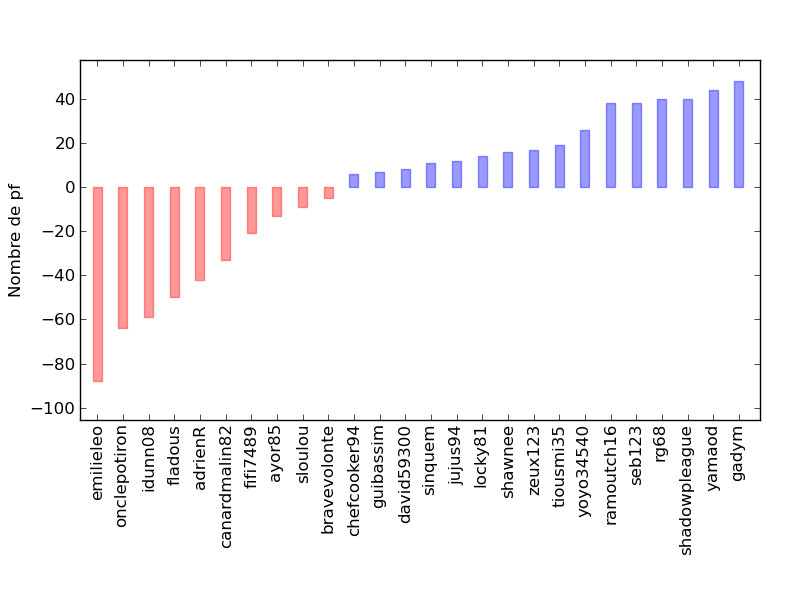 Nombre de pf
40
20
0
−20
−40
−60
−80
−100
emilieleo
onclepotiron
idunn08
fladous
adrienR
canardmalin82
fifi7489
ayor85
sloulou
bravevolonte
chefcooker94
guibassim
david59300
sinquem
jujus94
locky81
shawnee
zeux123
tiousmi35
yoyo34540
ramoutch16
seb123
rg68
shadowpleague
yamaod
gadym